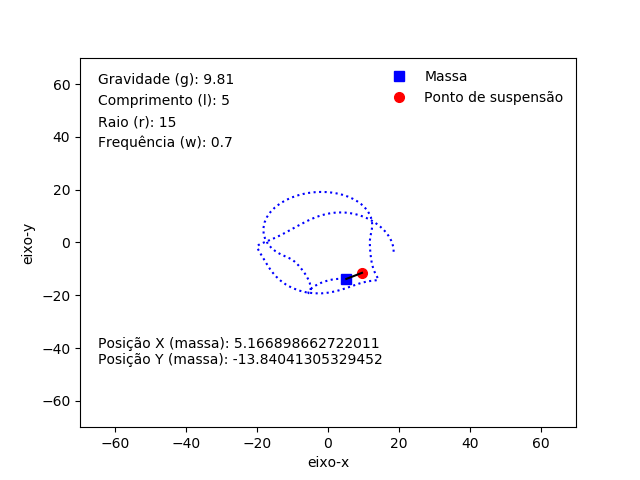 Gravidade (g): 9.81
Comprimento (l): 5
Raio (r): 15
Frequência (w): 0.7
Massa
Ponto de suspensão
60
40
20
0
−20
−40
−60
eixo-y
Posição X (massa): 5.166898662722011
Posição Y (massa): -13.84041305329452
−60
−40
−20
0
20
40
60
eixo-x